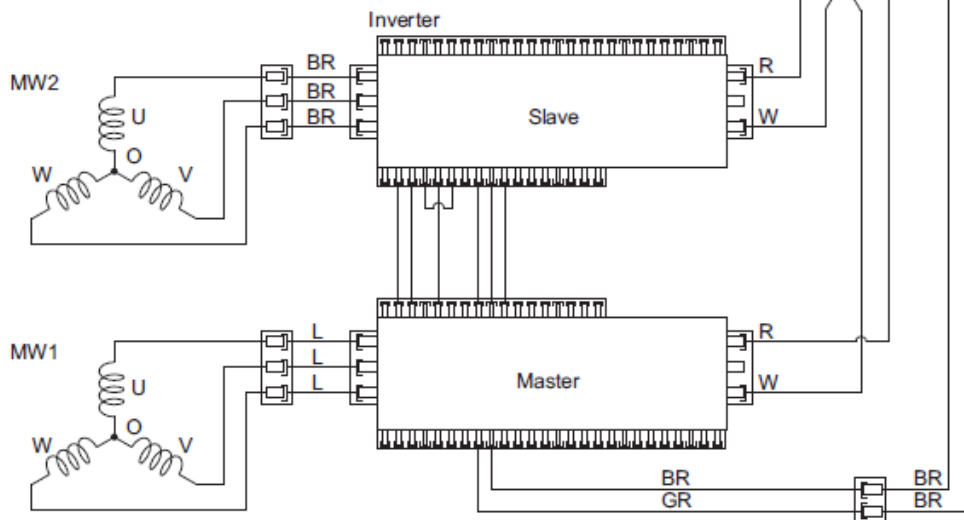 Inverter
BR R
MW2 BR
BR Slave W
U
O
W V
L R
MW1 L
L Master W
U
O
W V
BR BR
GR BR